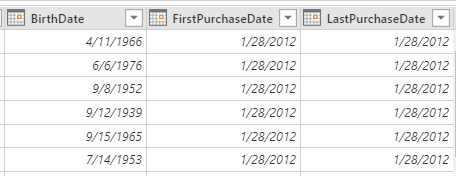 BirthDate FirstPurchaseDate LastPurchaseDate
4/11/1966 1/28/2012 1/28/2012
6/6/1976 1/28/2012 1/28/2012
9/8/1952 1/28/2012 1/28/2012
9/12/1939 1/28/2012 1/28/2012
9/15/1965 1/28/2012 1/28/2012
7/14/1953 1/28/2012 1/28/2012